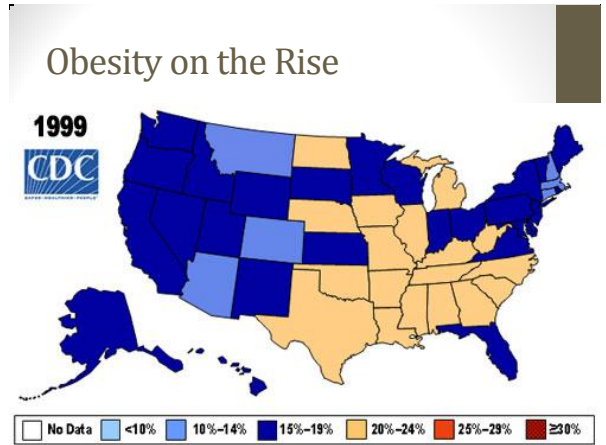 Obesity on the Rise
1999
CDC
No Data <10% 10%–14% 15%–19% 20%–24% 25%–29% ≥30%